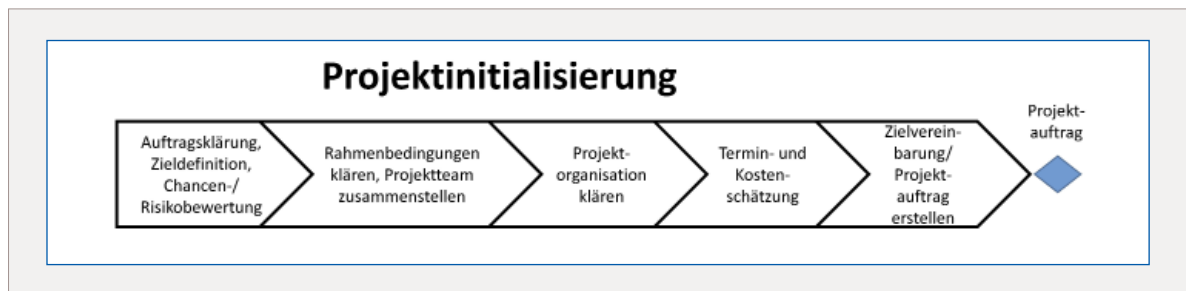 Projektinitialisierung
Auftragsklärung,
Zieldefinition,
Chancen-/
Risikobewertung
Rahmenbedingungen
klären, Projektteam
zusammenstellen
Projekt-
organisation
klären
Termin- und
Kosten-
schätzung
Zielverein-
barung/
Projekt-
auftrag
erstellen
Projekt-
auftrag